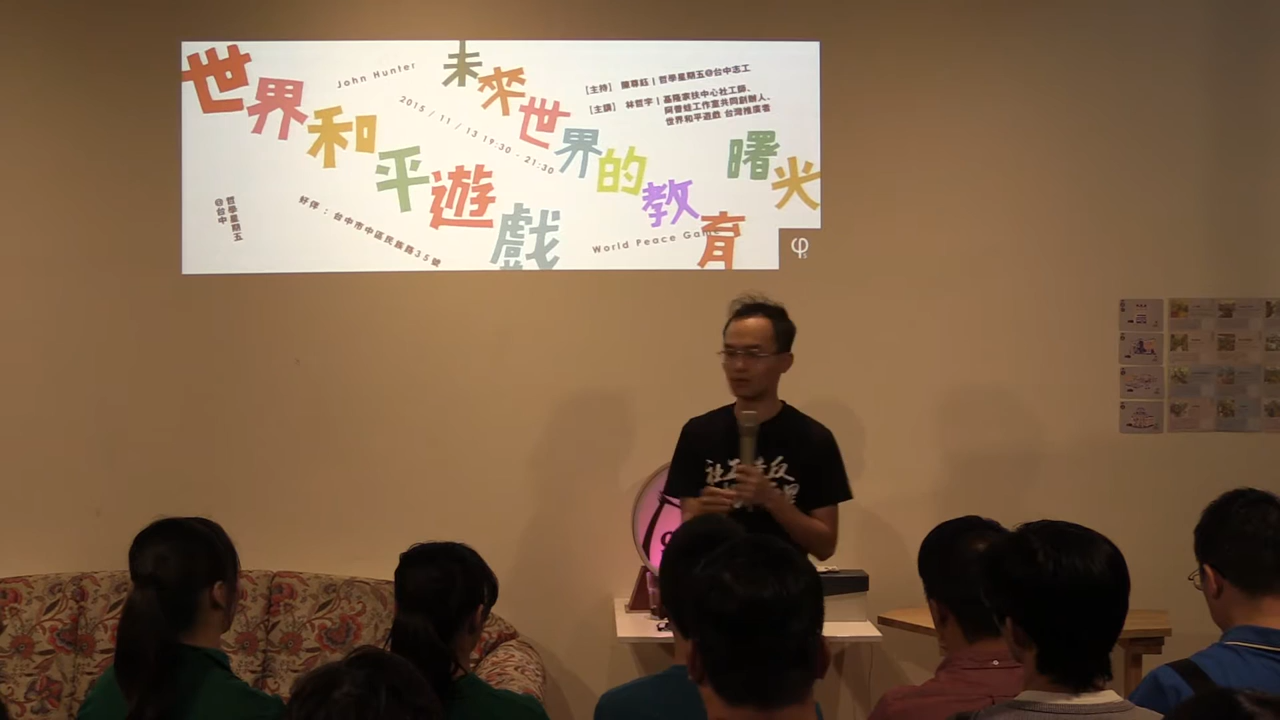 世界和平遊戲
John Hunter
2015 / 11 / 13 19:30 - 21:30
未來世界的教育
曙光
[主持] 陳尊鈺 | 哲學星期五@台中志工
[主講] 林哲宇 | 基隆家扶中心社工師、
阿普蛙工作室共同創辦人、
世界和平遊戲 台灣推廣者
哲學星期五
@台中
好伴:台中市中區民族路35號
World Peace Game
φs